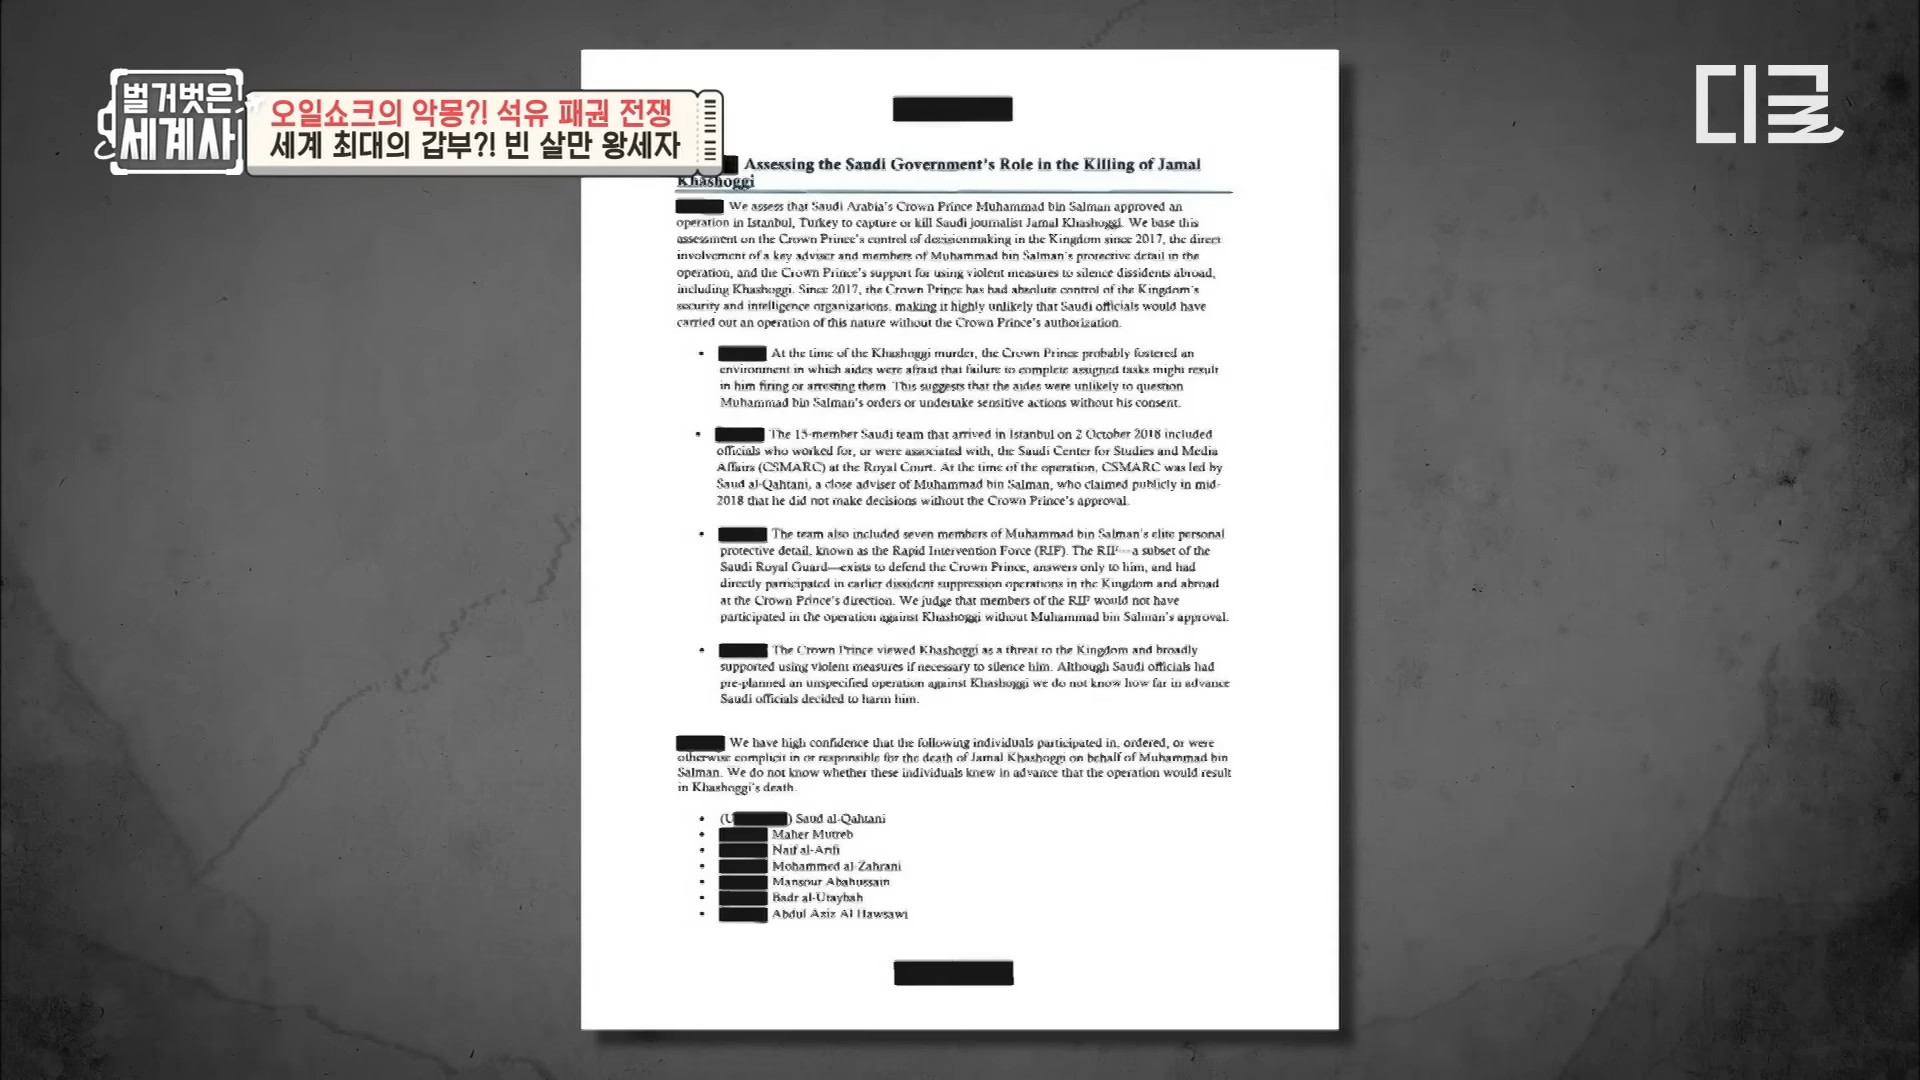 벌거벗은
세계사
오일쇼크의 악몽?! 석유 패권 전쟁
세계 최대의 갑부?! 빈 살만 왕세자
디글
Assessing the Saudi Government's Role in the Killing of Jamal
Khashoggi
We assess that Saudi Arabia's Crown Prince Muhammad bin Salman approved an
operation in Istanbul, Turkey to capture or kill Saudi journalist Jamal Khashoggi. We base this
assessment on the Crown Prince's control of decisionmaking in the Kingdom since 2017, the direct
involvement of a key adviser and members of Muhammad bin Salman's protective detail in the
operation, and the Crown Prince's support for using violent measures to silence dissidents abroad,
including Khashoggi. Since 2017, the Crown Prince has had absolute control of the Kingdom's
security and intelligence organizations, making it highly unlikely that Saudi officials would have
carried out an operation of this nature without the Crown Prince's authorization.
• At the time of the Khashoggi murder, the Crown Prince probably fostered an
environment in which aides were afraid that failure to complete assigned tasks might result
in him firing or arresting them. This suggests that the aides were unlikely to question
Muhammad bin Salman's orders or undertake sensitive actions without his consent.
• The 15-member Saudi team that arrived in Istanbul on 2 October 2018 included
officials who worked for, or were associated with, the Saudi Center for Studies and Media
Affairs (CSMARC) at the Royal Court. At the time of the operation, CSMARC was led by
Saud al-Qahtani, a close adviser of Muhammad bin Salman, who claimed publicly in mid-
2018 that he did not make decisions without the Crown Prince's approval.
• The team also included seven members of Muhammad bin Salman's elite personal
protective detail, known as the Rapid Intervention Force (RIF). The RIF—a subset of the
Saudi Royal Guard—exists to defend the Crown Prince, answers only to him, and had
directly participated in earlier dissident suppression operations in the Kingdom and abroad
at the Crown Prince's direction. We judge that members of the RIF would not have
participated in the operation against Khashoggi without Muhammad bin Salman's approval.
• The Crown Prince viewed Khashoggi as a threat to the Kingdom and broadly
supported using violent measures if necessary to silence him. Although Saudi officials had
pre-planned an unspecified operation against Khashoggi we do not know how far in advance
Saudi officials decided to harm him.
We have high confidence that the following individuals participated in, ordered, or were
otherwise complicit in or responsible for the death of Jamal Khashoggi on behalf of Muhammad bin
Salman. We do not know whether these individuals knew in advance that the operation would result
in Khashoggi's death.
• (U ) Saud al-Qahtani
• Maher Mutreb
• Naif al-Arifi
• Mohammed al-Zahrani
• Mansour Abahussain
• Badr al-Utaybah
• Abdul Aziz Al Hawsawi